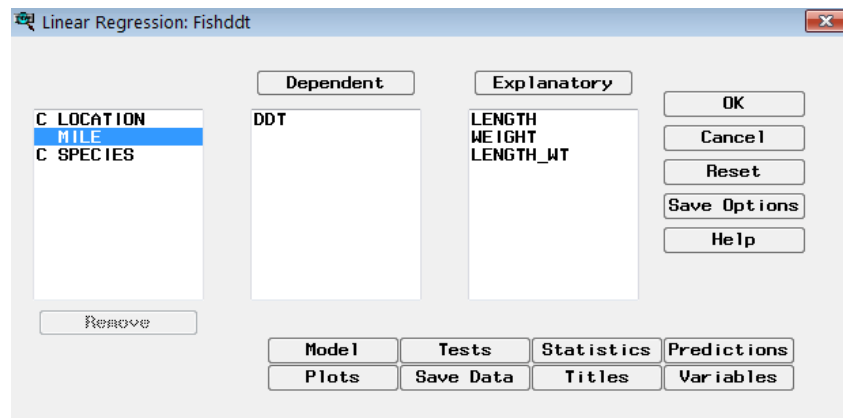 Linear Regression: Fishddt
Dependent
Explanatory
C LOCATION
MILE
C SPECIES
DDT
LENGTH
WEIGHT
LENGTH_WT
OK
Cancel
Reset
Save Options
Help
Remove
Model
Tests
Statistics
Predictions
Plots
Save Data
Titles
Variables